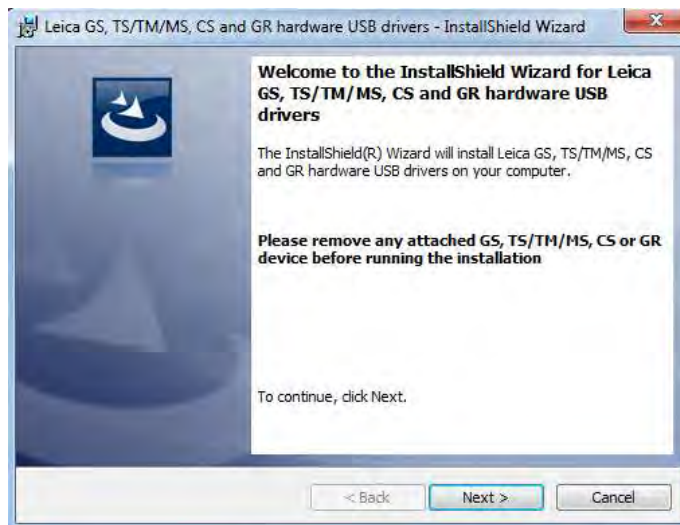 Leica GS, TS/TM/MS, CS and GR hardware USB drivers - InstallShield Wizard
Welcome to the InstallShield Wizard for Leica
GS, TS/TM/MS, CS and GR hardware USB
drivers
The InstallShield(R) Wizard will install Leica GS, TS/TM/MS, CS
and GR hardware USB drivers on your computer.
Please remove any attached GS, TS/TM/MS, CS or GR
device before running the installation
To continue, click Next.
< Back
Next >
Cancel